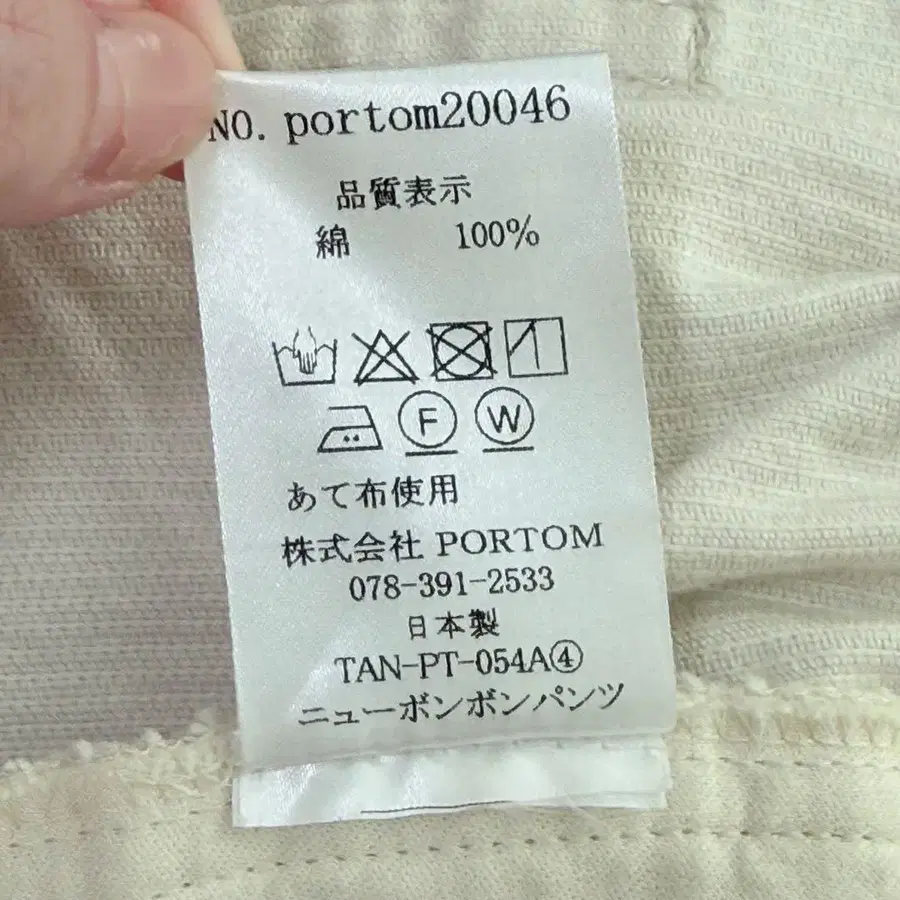 NO. portom20046
品質表示
綿 100%
F W
あて布使用
株式会社 PORTOM
078-391-2533
日本製
TAN-PT-054A④
ニューボンボンパンツ